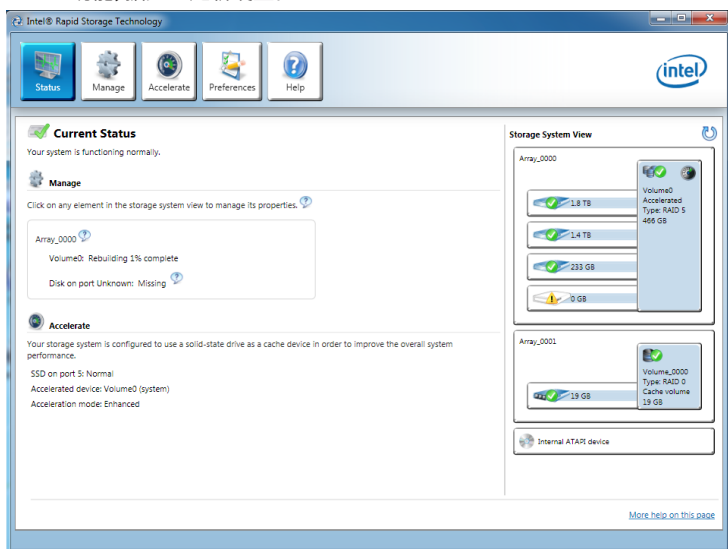 Intel® Rapid Storage Technology
Status
Manage
Accelerate
Preferences
Help
intel
Current Status
Your system is functioning normally.
Manage
Click on any element in the storage system view to manage its properties.
Array_0000
Volume0: Rebuilding 1% complete
Disk on port Unknown: Missing
Accelerate
Your storage system is configured to use a solid-state drive as a cache device in order to improve the overall system
performance.
SSD on port 5: Normal
Accelerated device: Volume0 (system)
Acceleration mode: Enhanced
Storage System View
Array_0000
1.8 TB
1.4 TB
233 GB
0 GB
Volume0
Accelerated
Type: RAID 5
466 GB
Array_0001
19 GB
Volume_0000
Type: RAID 0
Cache volume
19 GB
Internal ATAPI device
More help on this page